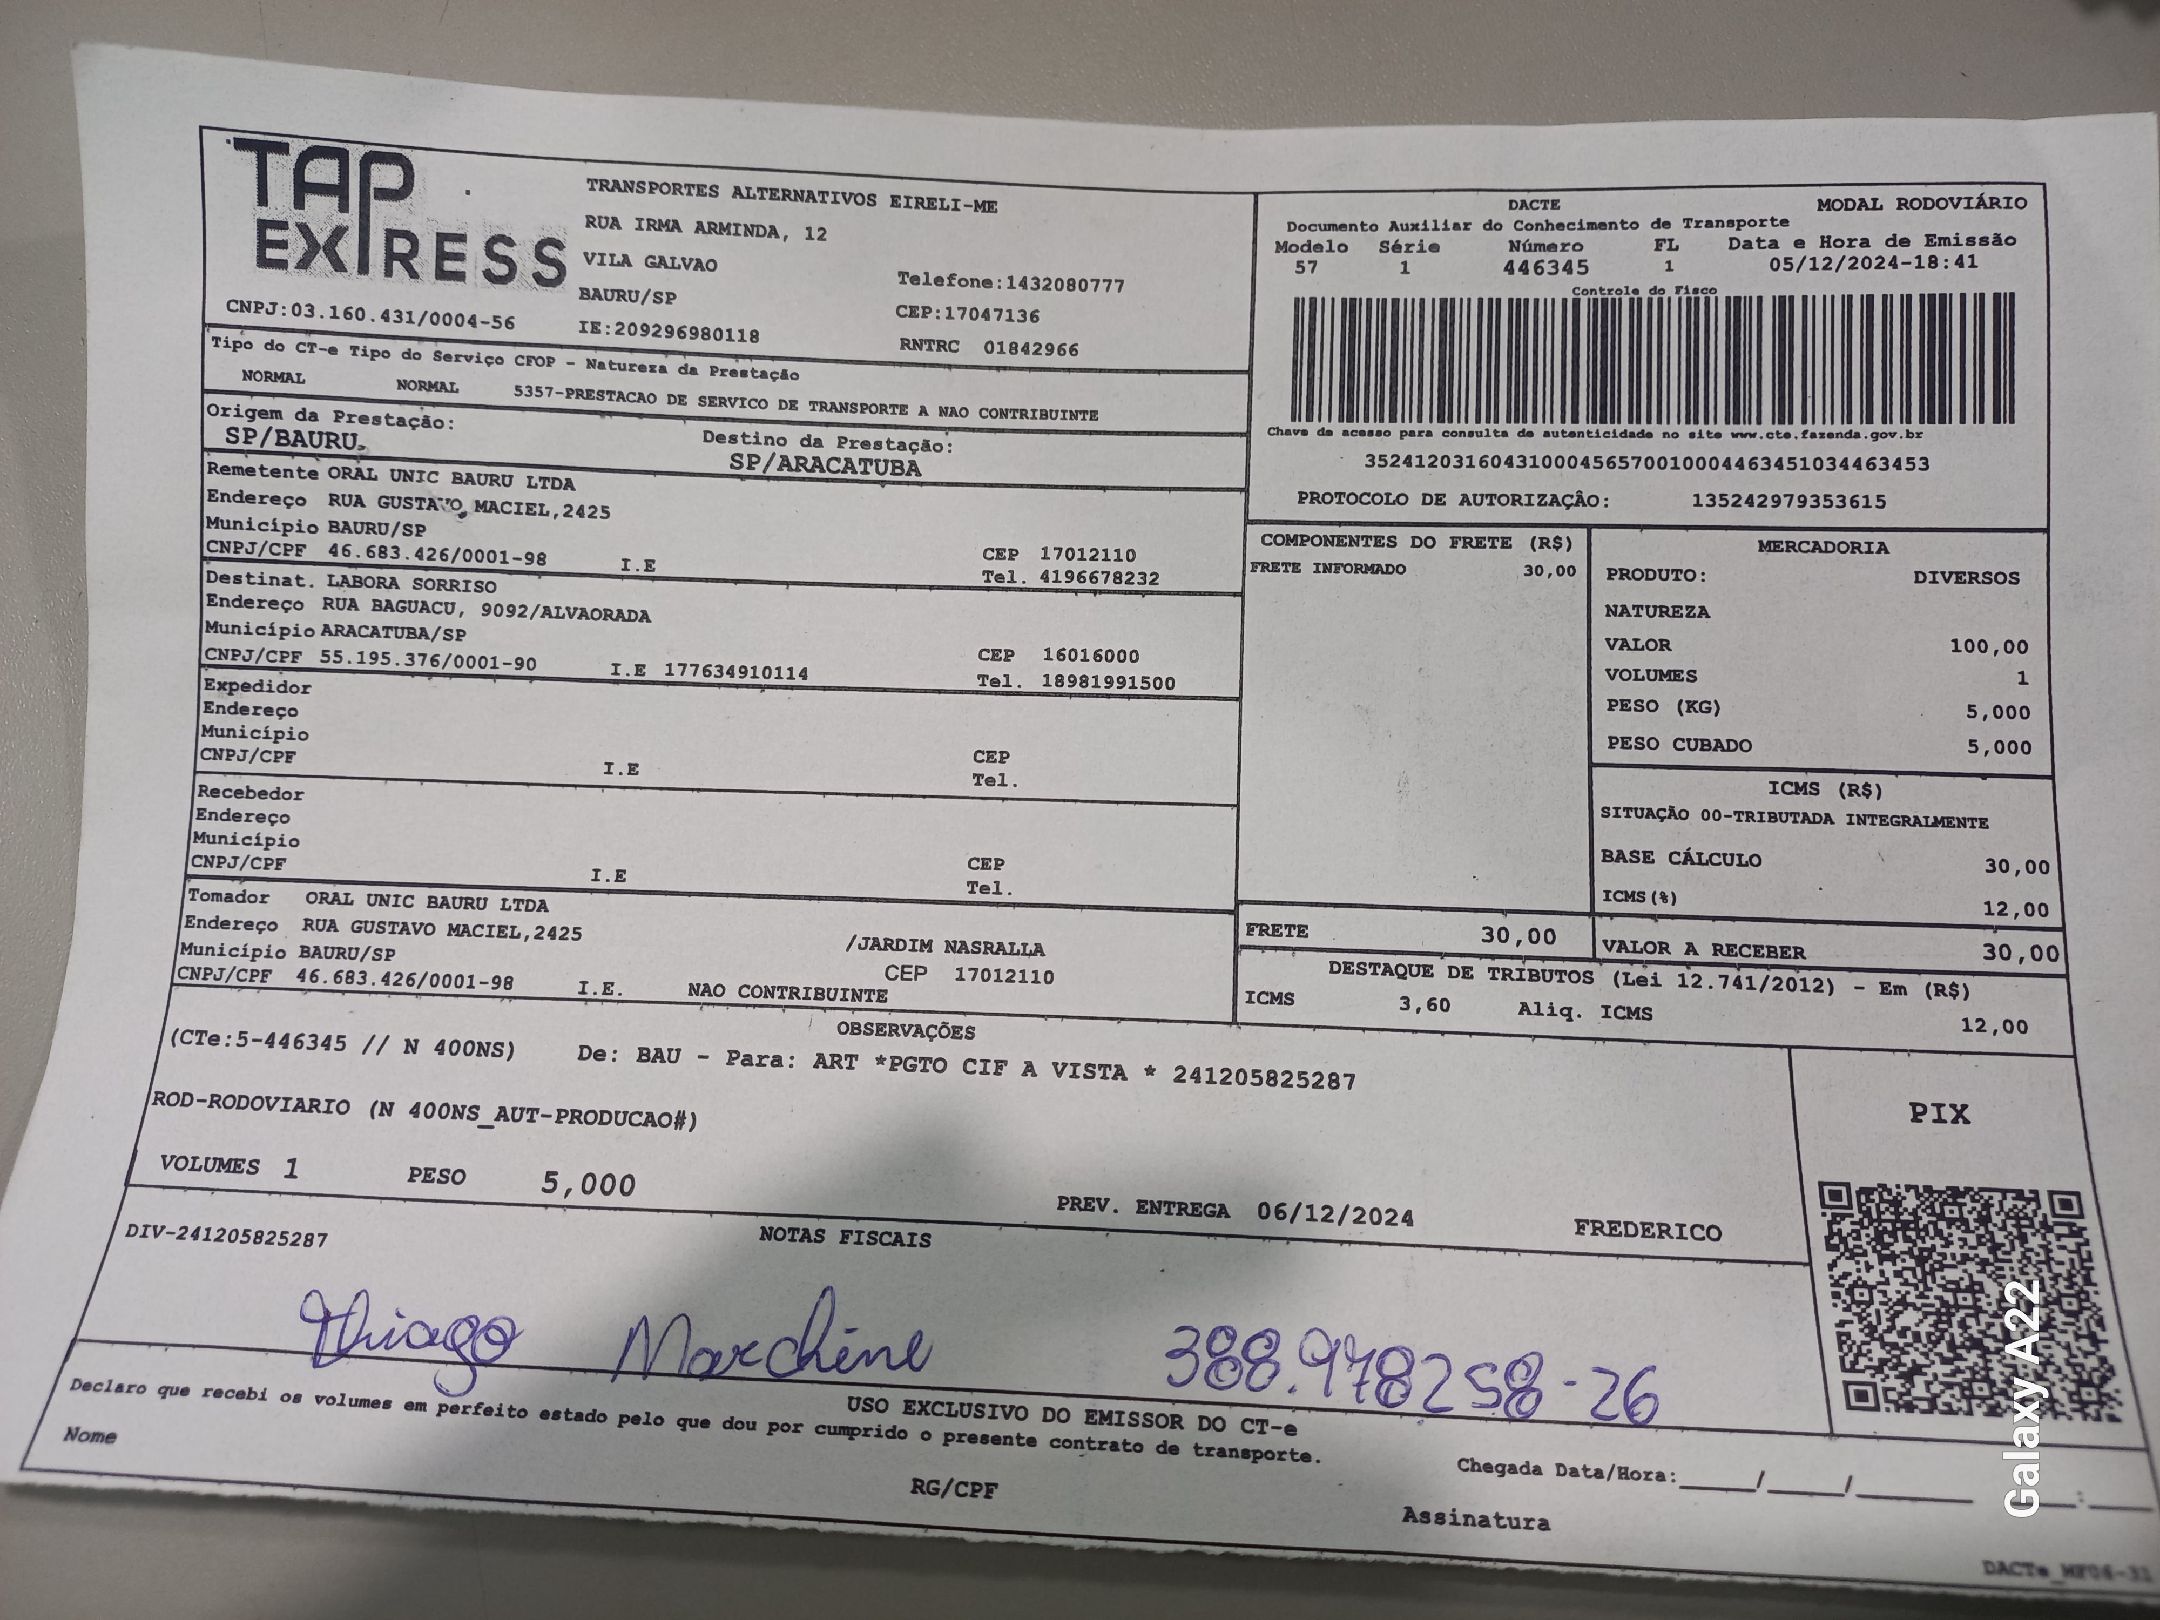 TAP
EXPRESS
CNPJ:03.160.431/0004-56
TRANSPORTES ALTERNATIVOS EIRELI-ME
RUA IRMA ARMINDA, 12
VILA GALVAO
BAURU/SP
IE:209296980118
Telefone:1432080777
CEP:17047136
RNTRC 01842966
DACTE MODAL RODOVIÁRIO
Documento Auxiliar do Conhecimento de Transporte
Modelo Série Número FL Data e Hora de Emissão
57 1 446345 1 05/12/2024-18:41
Controle do Fisco
Chave de acesso para consulta de autenticidade no site www.cte.fazenda.gov.br
35241203160431000456570010004463451034463453
PROTOCOLO DE AUTORIZAÇÂO: 135242979353615
Tipo do CT-e Tipo do Serviço CFOP - Natureza da Prestação
NORMAL NORMAL 5357-PRESTACAO DE SERVICO DE TRANSPORTE A NAO CONTRIBUINTE
Origem da Prestação: Destino da Prestação:
SP/BAURU SP/ARACATUBA
Remetente ORAL UNIC BAURU LTDA
Endereço RUA GUSTAVO MACIEL,2425
Município BAURU/SP CEP 17012110
CNPJ/CPF 46.683.426/0001-98 I.E Tel. 4196678232
Destinat. LABORA SORRISO
Endereço RUA BAGUACU, 9092/ALVAORADA
Município ARACATUBA/SP CEP 16016000
CNPJ/CPF 55.195.376/0001-90 I.E 177634910114 Tel. 18981991500
Expedidor
Endereço
Município CEP
CNPJ/CPF I.E Tel.
Recebedor
Endereço
Município CEP
CNPJ/CPF I.E Tel.
Tomador ORAL UNIC BAURU LTDA
Endereço RUA GUSTAVO MACIEL,2425 /JARDIM NASRALLA
Município BAURU/SP CEP 17012110
CNPJ/CPF 46.683.426/0001-98 I.E. NAO CONTRIBUINTE
COMPONENTES DO FRETE (R$)
FRETE INFORMADO 30,00
MERCADORIA
PRODUTO: DIVERSOS
NATUREZA
VALOR 100,00
VOLUMES 1
PESO (KG) 5,000
PESO CUBADO 5,000
ICMS (R$)
SITUAÇÃO 00-TRIBUTADA INTEGRALMENTE
BASE CÁLCULO 30,00
ICMS(%) 12,00
FRETE 30,00 VALOR A RECEBER 30,00
DESTAQUE DE TRIBUTOS (Lei 12.741/2012) - Em (R$)
ICMS 3,60 Aliq. ICMS 12,00
OBSERVAÇÕES
(CTe:5-446345 // N 400NS) De: BAU - Para: ART *PGTO CIF A VISTA * 241205825287
ROD-RODOVIARIO (N 400NS_AUT-PRODUCAO#)
PIX
VOLUMES 1 PESO 5,000 PREV. ENTREGA 06/12/2024 FREDERICO
DIV-241205825287 NOTAS FISCAIS
Thiago Marchine 388.978258-26
USO EXCLUSIVO DO EMISSOR DO CT-e
Declaro que recebi os volumes em perfeito estado pelo que dou por cumprido o presente contrato de transporte.
Nome RG/CPF Assinatura
Chegada Data/Hora:____/____/____ ___:___
Galaxy A22